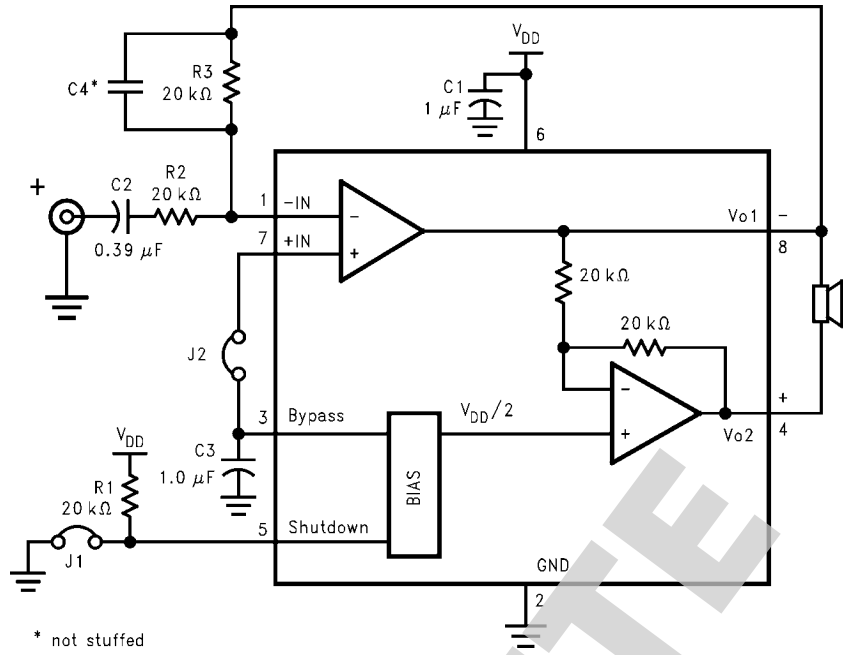 V_DD
C1
1 µF
6
C4*
R3
20 kΩ
+
C2
0.39 µF
R2
20 kΩ
1
-IN
7
+IN
−
+
Vo1
-
8
20 kΩ
20 kΩ
J2
3
Bypass
V_DD/2
−
+
+
Vo2
4
C3
1.0 µF
BIAS
V_DD
R1
20 kΩ
J1
5
Shutdown
GND
2
* not stuffed